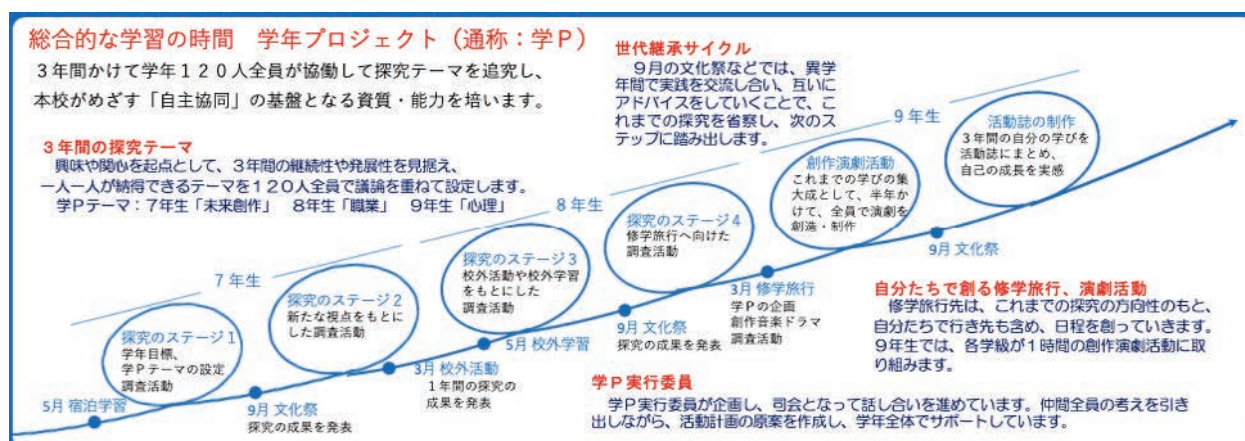 総合的な学習の時間　学年プロジェクト（通称：学P）
３年間かけて学年１２０人全員が協働して探究テーマを追究し、
本校がめざす「自主協同」の基盤となる資質・能力を培います。
３年間の探究テーマ
興味や関心を起点として、３年間の継続性や発展性を見据え、
一人一人が納得できるテーマを１２０人全員で議論を重ねて設定します。
学Pテーマ：７年生「未来創作」　８年生「職業」　９年生「心理」
世代継承サイクル
９月の文化祭などでは、異学
年間で実践を交流し合い、互いに
アドバイスをしていくことで、こ
れまでの探究を省察し、次のス
テップに踏み出します。
７年生
８年生
９年生
探究のステージ１
学年目標、
学Pテーマの設定
調査活動
探究のステージ２
新たな視点をもとに
した調査活動
探究のステージ３
校外活動や校外学習
をもとにした
調査活動
探究のステージ４
修学旅行へ向けた
調査活動
創作演劇活動
これまでの学びの集
大成として、半年か
けて、全員で演劇を
創造・制作
活動誌の制作
３年間の自分の学びを
活動誌にまとめ、
自己の成長を実感
５月 宿泊学習
９月 文化祭
探究の成果を発表
３月 校外活動
１年間の探究の
成果を発表
５月 校外学習
９月 文化祭
探究の成果を発表
３月 修学旅行
学Pの企画
創作音楽ドラマ
調査活動
９月 文化祭
自分たちで創る修学旅行、演劇活動
修学旅行先は、これまでの探究の方向性のもと、
自分たちで行き先も含め、日程を創っていきます。
９年生では、各学級が１時間の創作演劇活動に取
り組みます。
学P実行委員
学P実行委員が企画し、司会となって話し合いを進めています。仲間全員の考えを引き
出しながら、活動計画の原案を作成し、学年全体でサポートしています。